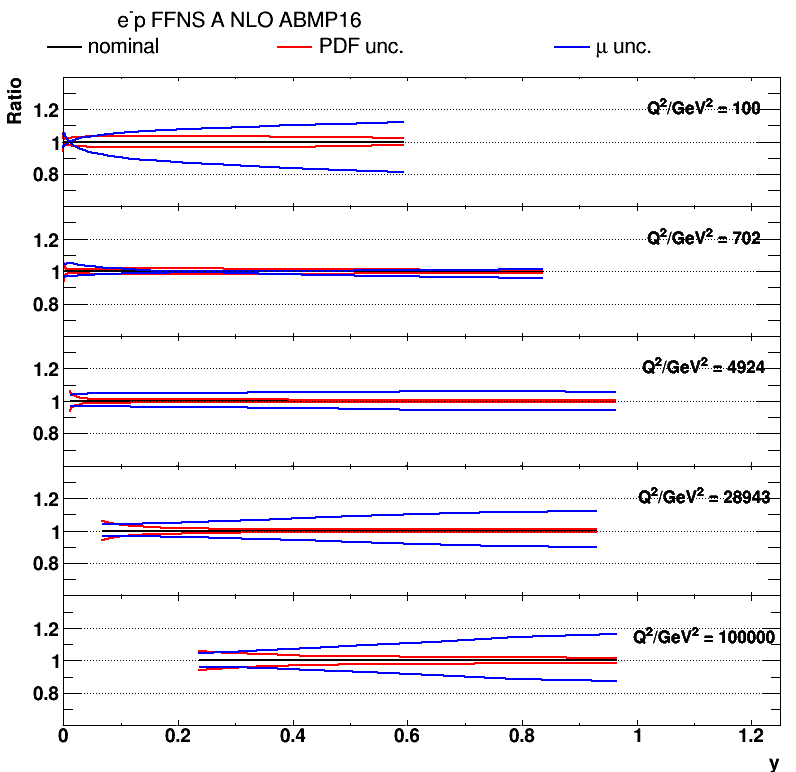 e⁻p FFNS A NLO ABMP16
nominal PDF unc. μ unc.
Ratio
1.2
1
0.8
Q²/GeV² = 100
1.2
1
0.8
Q²/GeV² = 702
1.2
1
0.8
Q²/GeV² = 4924
1.2
1
0.8
Q²/GeV² = 28943
1.2
1
0.8
Q²/GeV² = 100000
0 0.2 0.4 0.6 0.8 1 1.2
y